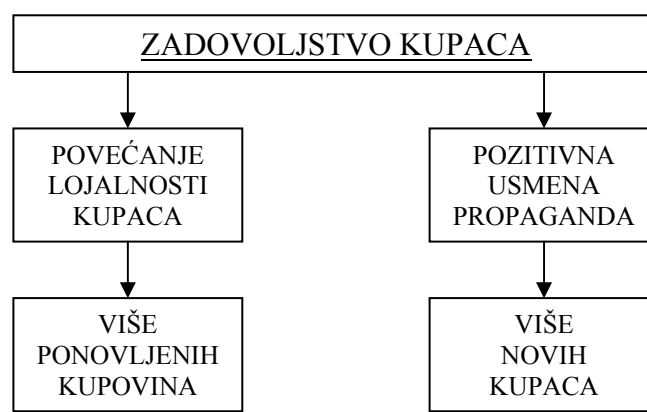 ZADOVOLJSTVO KUPACA
POVEĆANJE
LOJALNOSTI
KUPACA
POZITIVNA
USMENA
PROPAGANDA
VIŠE
PONOVLJENIH
KUPOVINA
VIŠE
NOVIH
KUPACA